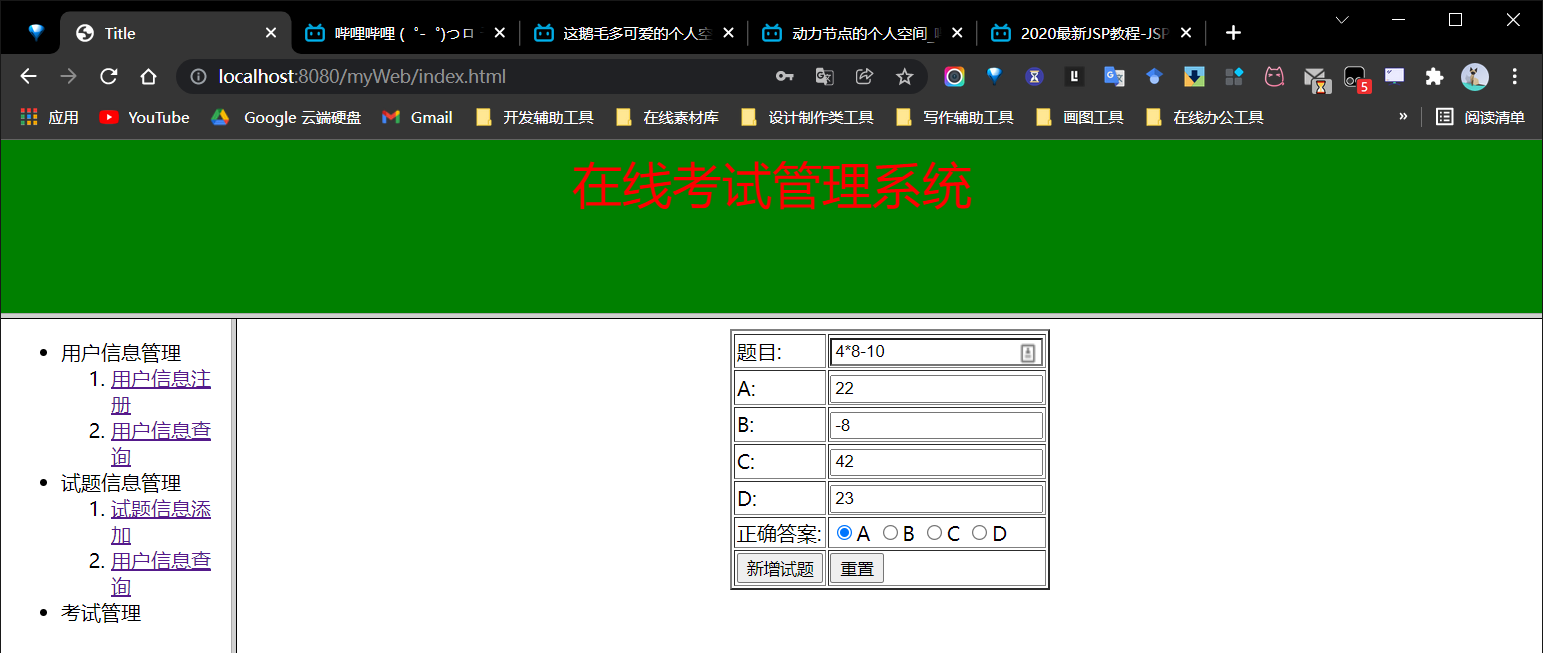 Title
哔哩哔哩 (゜-゜)つロ
这鹅毛多可爱的个人空
动力节点的个人空间_
2020最新JSP教程-JSP
localhost:8080/myWeb/index.html
5
应用 YouTube Google 云端硬盘 Gmail 开发辅助工具 在线素材库 设计制作类工具 写作辅助工具 画图工具 在线办公工具 » 阅读清单
在线考试管理系统
用户信息管理
1. 用户信息注
册
2. 用户信息查
询
试题信息管理
1. 试题信息添
加
2. 用户信息查
询
考试管理
题目: 4*8-10
A: 22
B: -8
C: 42
D: 23
正确答案: A B C D
新增试题 重置